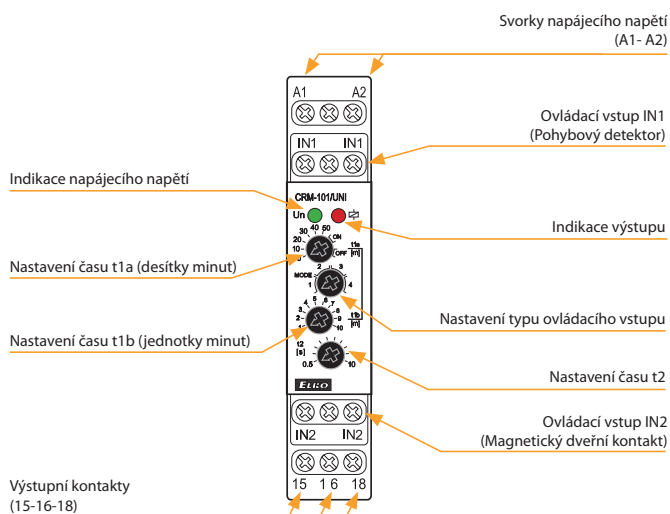 Svorky napájecího napětí
(A1- A2)
A1 A2
Ovládací vstup IN1
(Pohybový detektor)
IN1 IN1
Indikace napájecího napětí
CRM-101/UNI
Un
Indikace výstupu
10 20 30 40 50 ON OFF t1a [m]
Nastavení času t1a (desítky minut)
MODE 1 2 3 4
Nastavení typu ovládacího vstupu
1 2 3 4 5 6 7 8 9 10 t1b [m]
Nastavení času t1b (jednotky minut)
t2 [s] 0.5 10
Nastavení času t2
ELKO
Ovládací vstup IN2
(Magnetický dveřní kontakt)
IN2 IN2
Výstupní kontakty
(15-16-18)
15 1 6 18